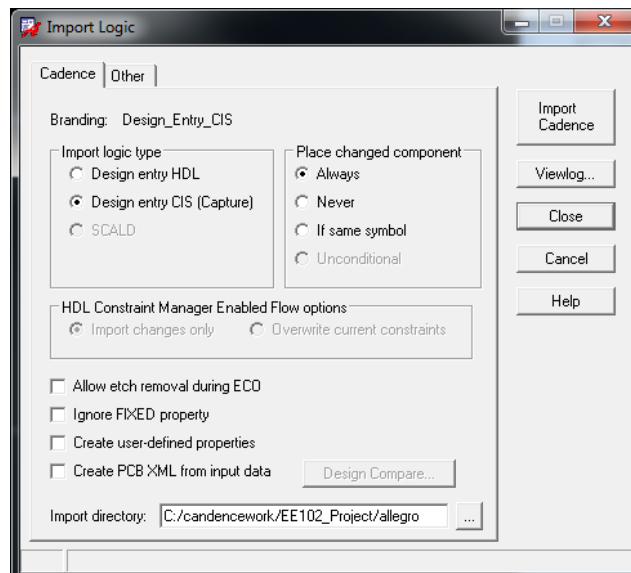 Import Logic
Cadence
Other
Branding: Design_Entry_CIS
Import logic type
Design entry HDL
Design entry CIS (Capture)
SCALD
Place changed component
Always
Never
If same symbol
Unconditional
HDL Constraint Manager Enabled Flow options
Import changes only
Overwrite current constraints
Allow etch removal during ECO
Ignore FIXED property
Create user-defined properties
Create PCB XML from input data
Design Compare...
Import directory: C:/candencework/EE102_Project/allegro
...
Import
Cadence
Viewlog...
Close
Cancel
Help